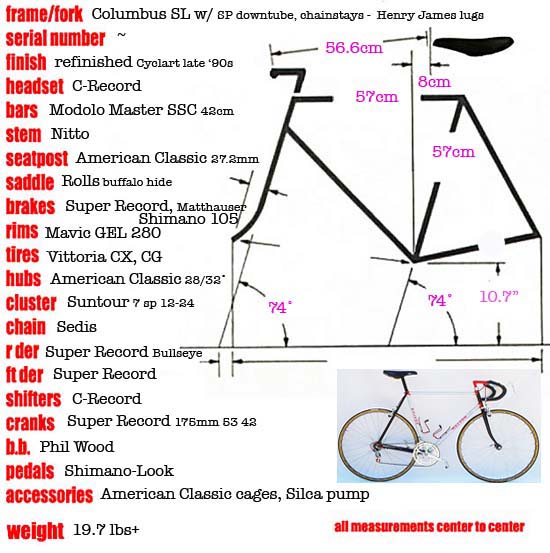 frame/fork Columbus SL w/ SP downtube, chainstays - Henry James lugs
serial number ~
finish refinished Cyclart late '90s
headset C-Record
bars Modolo Master SSC 42cm
stem Nitto
seatpost American Classic 27.2mm
saddle Rolls buffalo hide
brakes Super Record, Matthauser
Shimano 105
rims Mavic GEL 280
tires Vittoria CX, CG
hubs American Classic 28/32°
cluster Suntour 7 sp 12-24
chain Sedis
r der Super Record Bullseye
ft der Super Record
shifters C-Record
cranks Super Record 175mm 53 42
b.b. Phil Wood
pedals Shimano-Look
accessories American Classic cages, Silca pump
weight 19.7 lbs+
56.6cm
8cm
57cm
57cm
74°
74°
10.7"
all measurements center to center